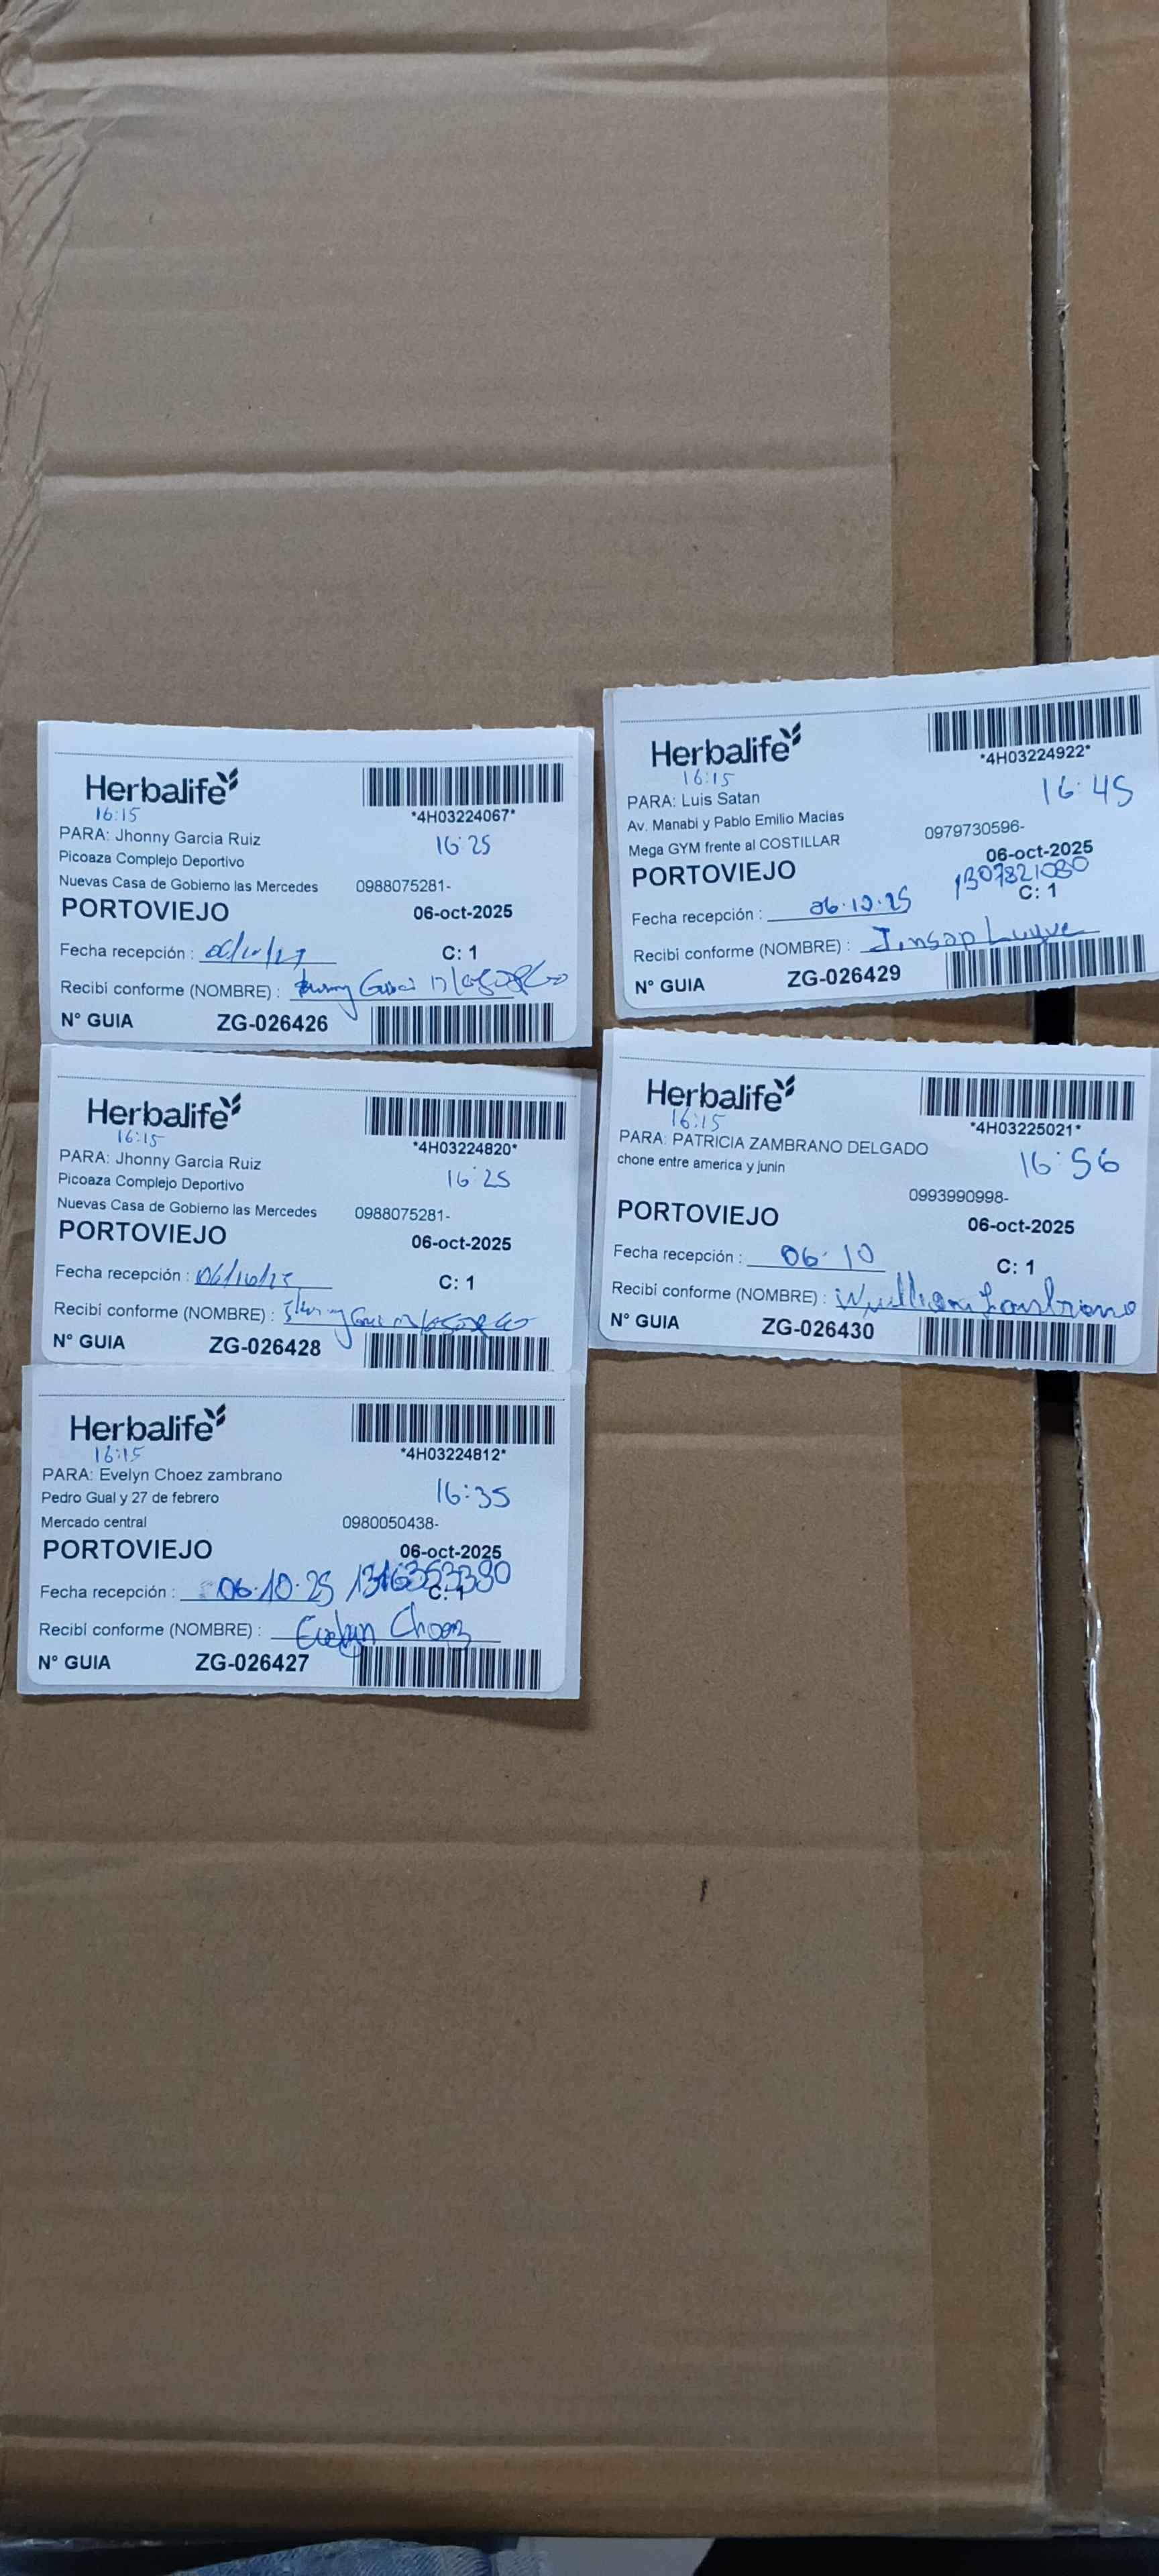 Herbalife
*4H03224067*
16:15
16:25
PARA: Jhonny Garcia Ruiz
Picoaza Complejo Deportivo
Nuevas Casa de Gobierno las Mercedes 0988075281-
PORTOVIEJO 06-oct-2025
Fecha recepción :
C: 1
Recibí conforme (NOMBRE) :
N° GUIA ZG-026426
Herbalife
*4H03224820*
16:15
16:25
PARA: Jhonny Garcia Ruiz
Picoaza Complejo Deportivo
Nuevas Casa de Gobierno las Mercedes 0988075281-
PORTOVIEJO 06-oct-2025
Fecha recepción : 06/10/25
C: 1
Recibí conforme (NOMBRE) :
N° GUIA ZG-026428
Herbalife
*4H03224812*
16:15
16:35
PARA: Evelyn Choez zambrano
Pedro Gual y 27 de febrero
Mercado central 0980050438-
PORTOVIEJO 06-oct-2025
Fecha recepción : 06.10.25
C: 1
Recibí conforme (NOMBRE) : Evelyn Choez
N° GUIA ZG-026427
Herbalife
*4H03224922*
16:15
16:45
PARA: Luis Satan
Av. Manabi y Pablo Emilio Macias 0979730596-
Mega GYM frente al COSTILLAR
PORTOVIEJO 06-oct-2025
1307821080
Fecha recepción : 06.10.25
C: 1
Recibí conforme (NOMBRE) : Luque
N° GUIA ZG-026429
Herbalife
*4H03225021*
16:15
16:56
PARA: PATRICIA ZAMBRANO DELGADO
chone entre america y junin
0993990998-
PORTOVIEJO 06-oct-2025
Fecha recepción : 06.10
C: 1
Recibí conforme (NOMBRE) : Zambrano
N° GUIA ZG-026430